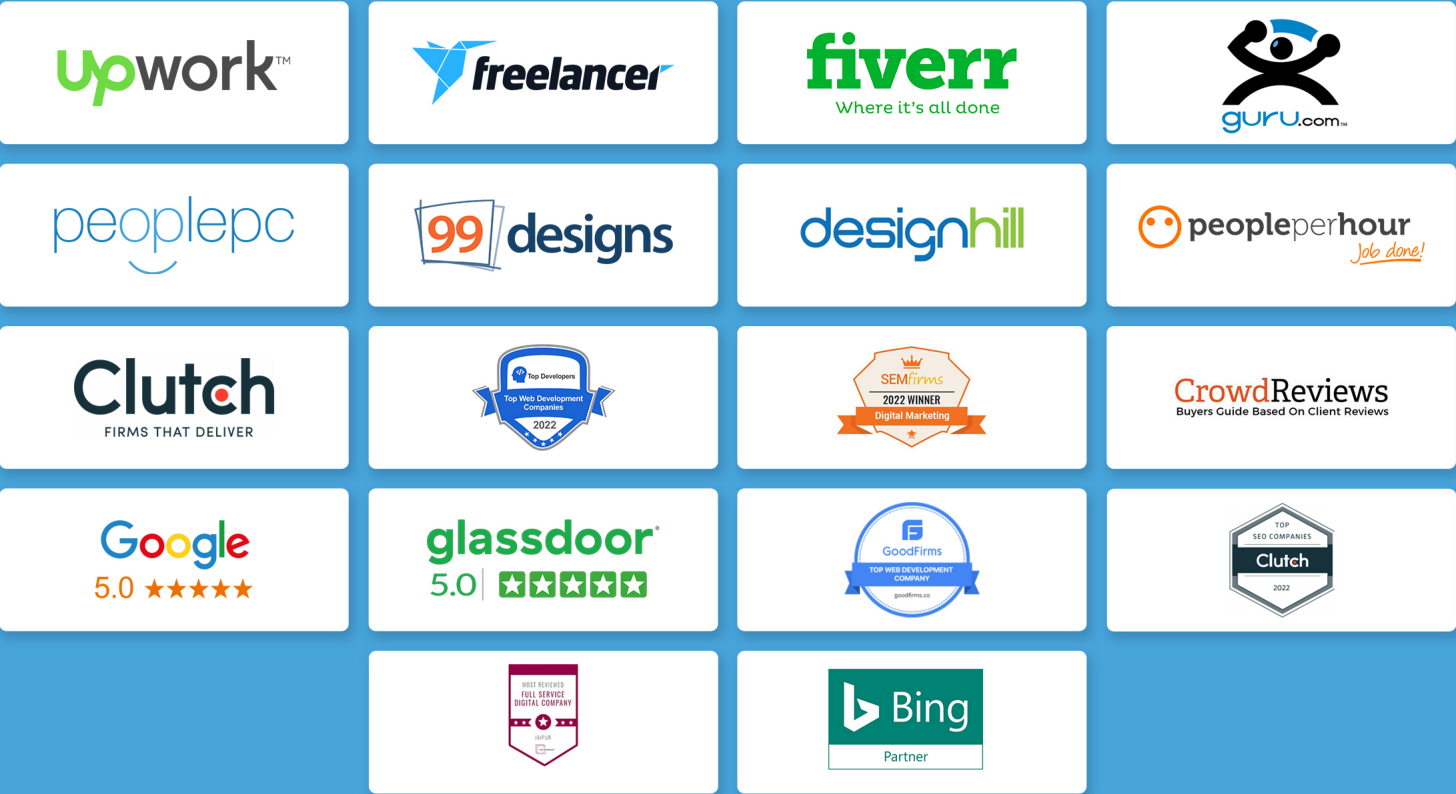 upwork™
freelancer
fiverr
Where it's all done
guru.com™
peoplepc
99designs
designhill
peopleperhour
Job done!
Clutch
FIRMS THAT DELIVER
Top Developers
Top Web Development
Companies
2022
SEMfirms
2022 WINNER
Digital Marketing
CrowdReviews
Buyers Guide Based On Client Reviews
Google
5.0
glassdoor®
5.0
GoodFirms
TOP WEB DEVELOPMENT
COMPANY
goodfirms.co
TOP
SEO COMPANIES
Clutch
2022
MOST REVIEWED
FULL SERVICE
DIGITAL COMPANY
JAIPUR
Bing
Partner